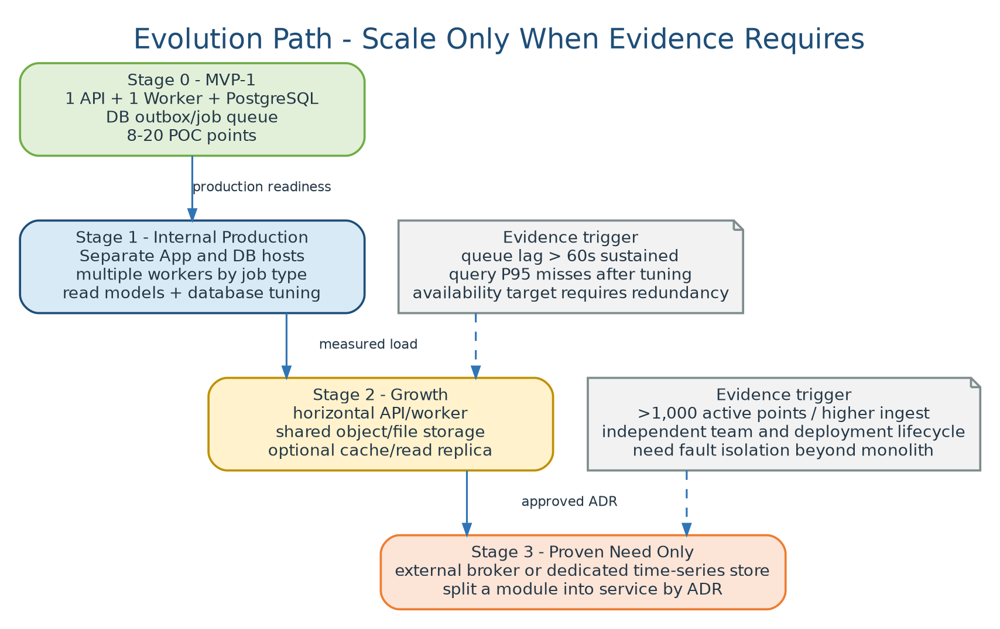 Evolution Path - Scale Only When Evidence Requires
Stage 0 - MVP-1
1 API + 1 Worker + PostgreSQL
DB outbox/job queue
8-20 POC points
production readiness
Stage 1 - Internal Production
Separate App and DB hosts
multiple workers by job type
read models + database tuning
Evidence trigger
queue lag > 60s sustained
query P95 misses after tuning
availability target requires redundancy
measured load
Stage 2 - Growth
horizontal API/worker
shared object/file storage
optional cache/read replica
Evidence trigger
>1,000 active points / higher ingest
independent team and deployment lifecycle
need fault isolation beyond monolith
approved ADR
Stage 3 - Proven Need Only
external broker or dedicated time-series store
split a module into service by ADR